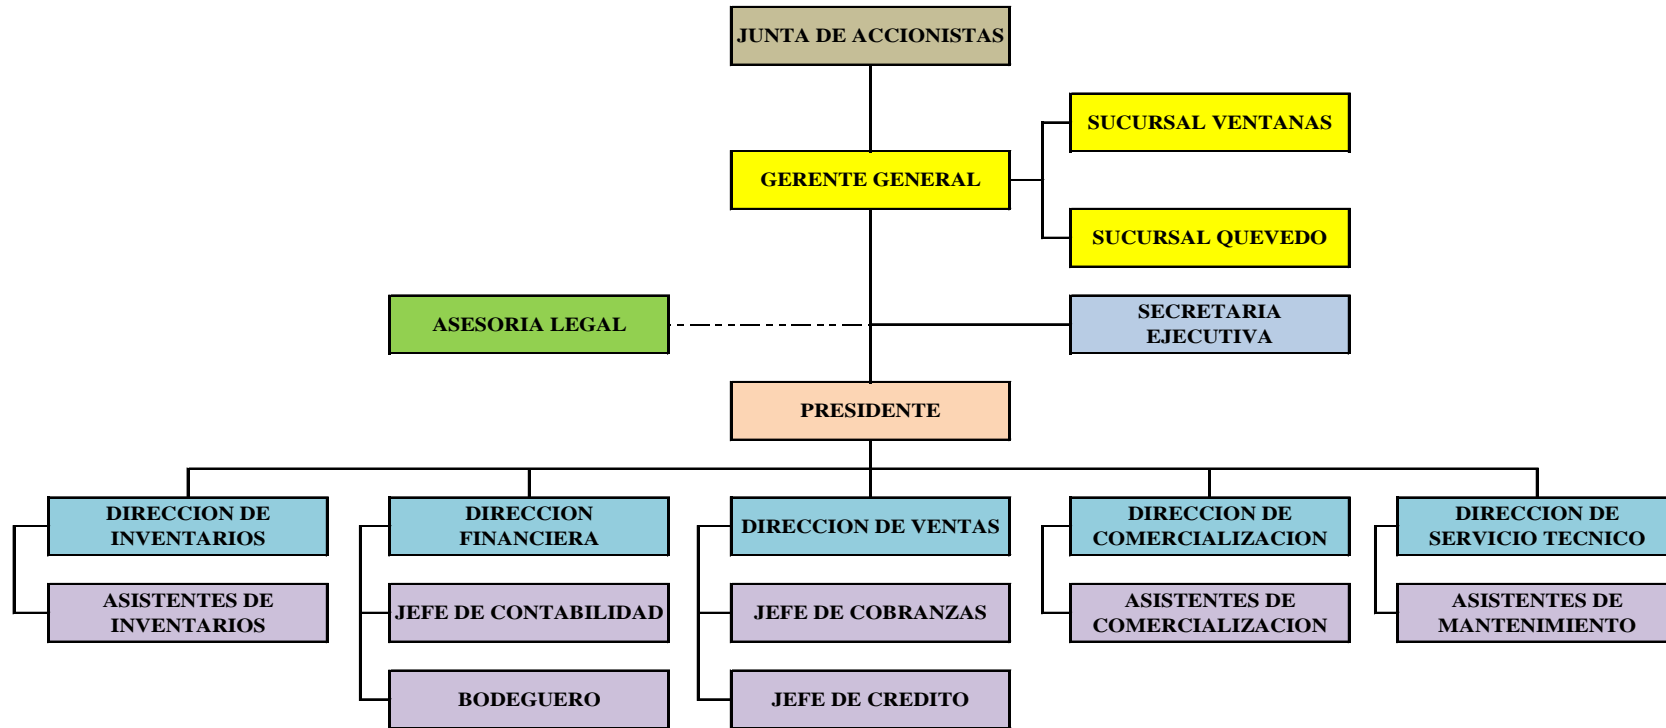 JUNTA DE ACCIONISTAS
SUCURSAL VENTANAS
GERENTE GENERAL
SUCURSAL QUEVEDO
ASESORIA LEGAL
SECRETARIA
EJECUTIVA
PRESIDENTE
DIRECCION DE
INVENTARIOS
DIRECCION
FINANCIERA
DIRECCION DE VENTAS
DIRECCION DE
COMERCIALIZACION
DIRECCION DE
SERVICIO TECNICO
ASISTENTES DE
INVENTARIOS
JEFE DE CONTABILIDAD
JEFE DE COBRANZAS
ASISTENTES DE
COMERCIALIZACION
ASISTENTES DE
MANTENIMIENTO
BODEGUERO
JEFE DE CREDITO